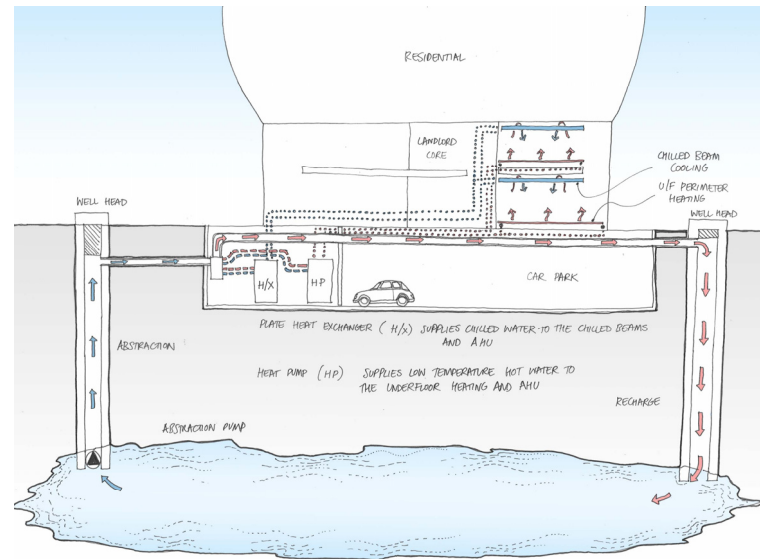 RESIDENTIAL
LANDLORD
CORE
CHILLED BEAM
COOLING
U/F PERIMETER
HEATING
WELL HEAD
WELL HEAD
H/X
HP
CAR PARK
PLATE HEAT EXCHANGER (H/X) SUPPLIES CHILLED WATER TO THE CHILLED BEAMS
AND AHU
ABSTRACTION
HEAT PUMP (HP) SUPPLIES LOW TEMPERATURE HOT WATER TO
THE UNDERFLOOR HEATING AND AHU
RECHARGE
ABSTRACTION PUMP